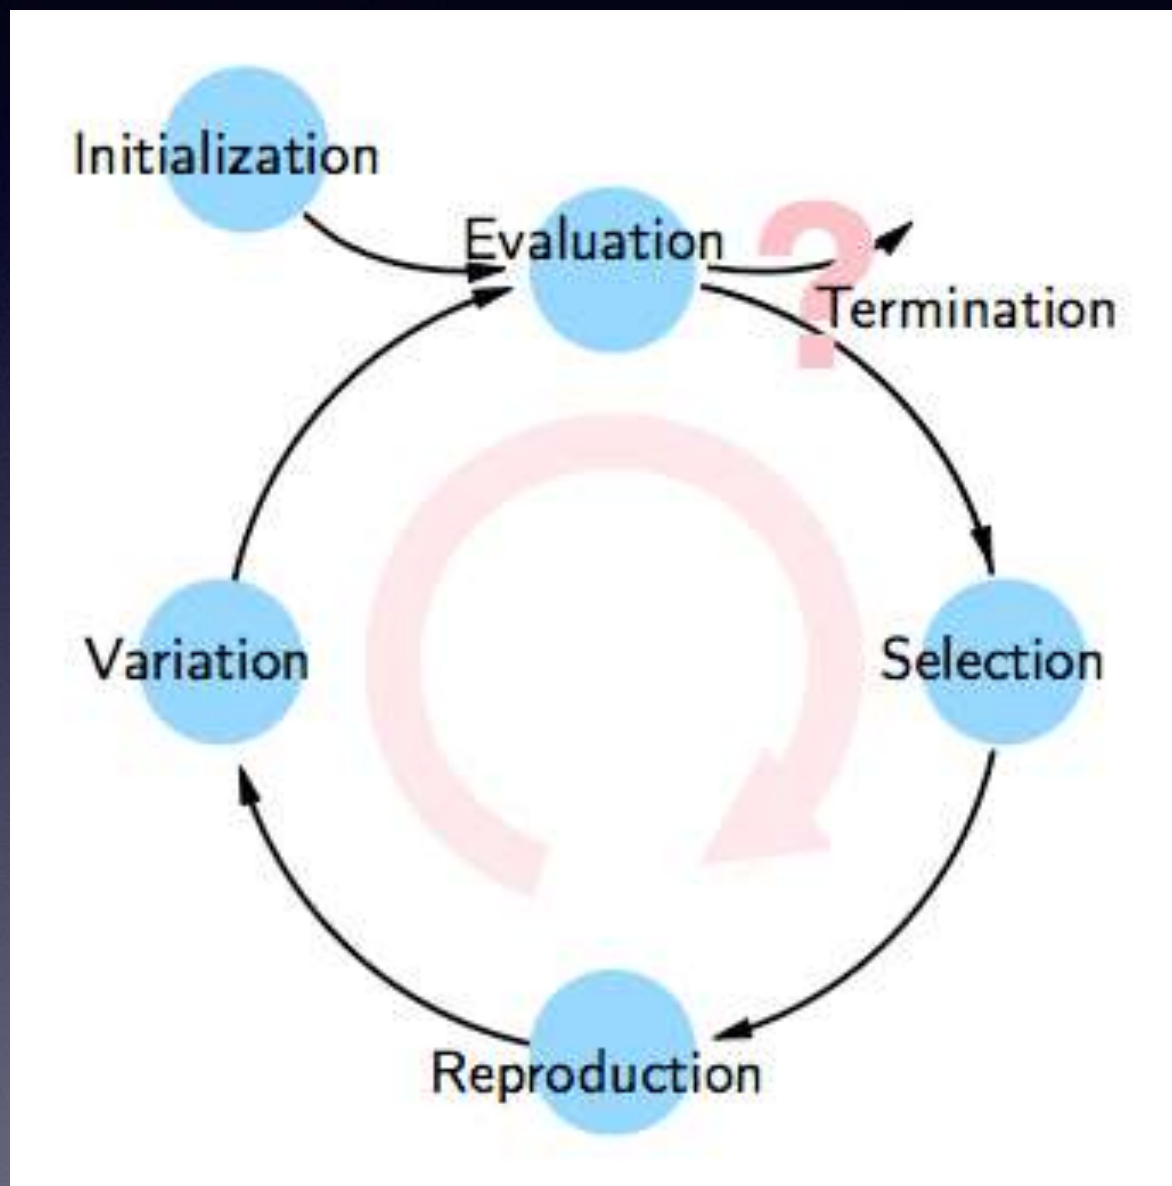 Initialization
Evaluation
?
Termination
Variation
Selection
Reproduction